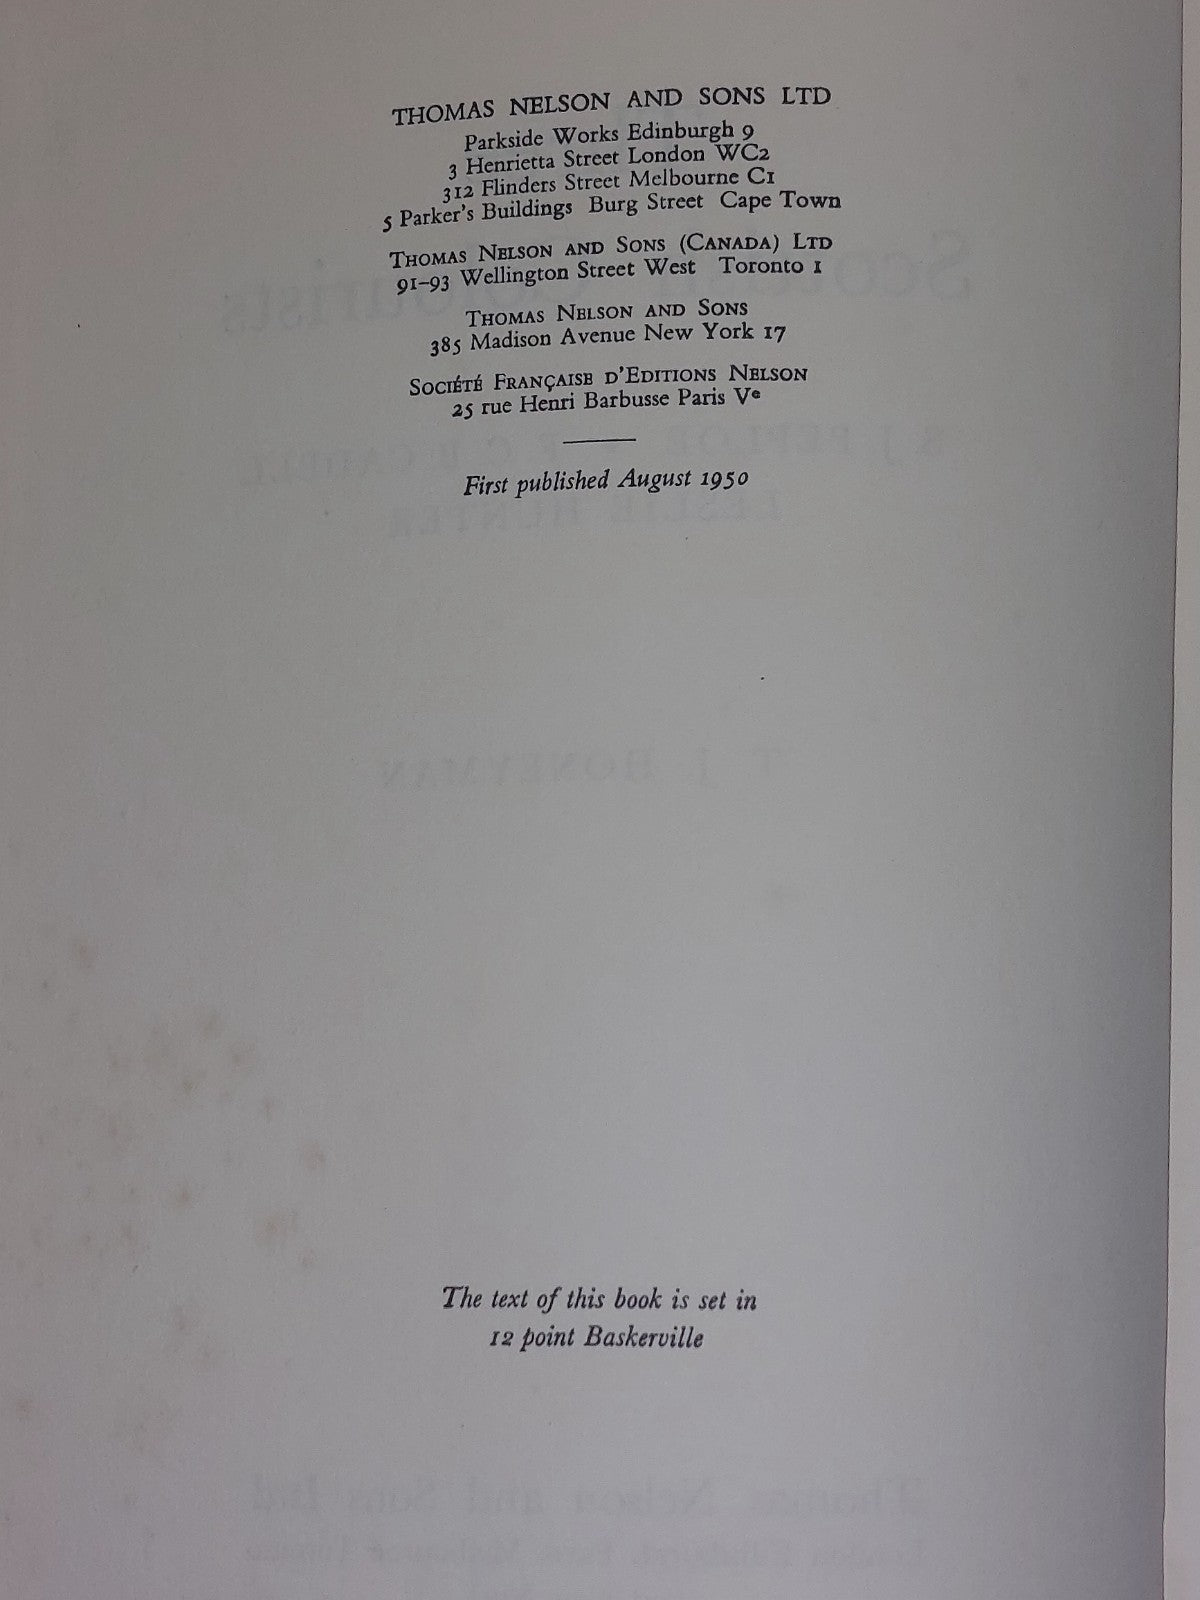 THOMAS NELSON AND SONS LTD
Parkside Works Edinburgh 9
3 Henrietta Street London WC2
312 Flinders Street Melbourne C1
5 Parker's Buildings Burg Street Cape Town
THOMAS NELSON AND SONS (CANADA) LTD
91–93 Wellington Street West Toronto 1
THOMAS NELSON AND SONS
385 Madison Avenue New York 17
SOCIÉTÉ FRANÇAISE D'EDITIONS NELSON
25 rue Henri Barbusse Paris Ve
First published August 1950
The text of this book is set in
12 point Baskerville